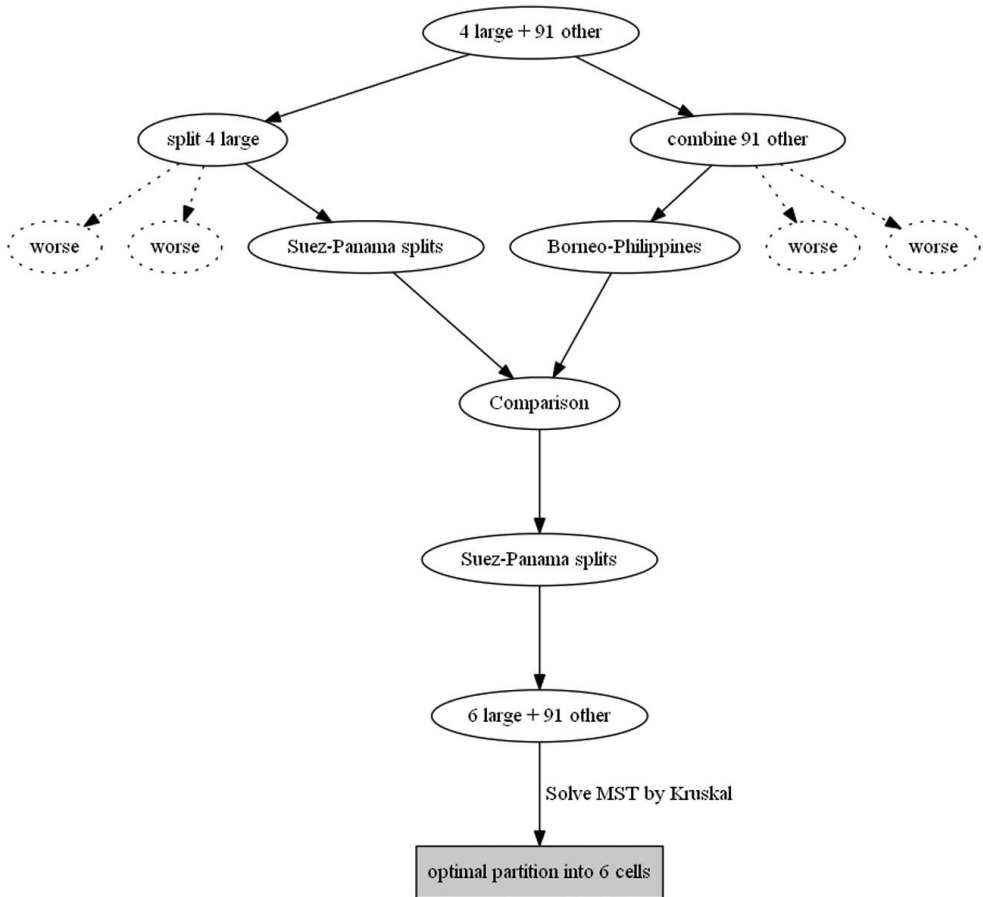 4 large + 91 other
split 4 large
combine 91 other
worse
worse
Suez-Panama splits
Borneo-Philippines
worse
worse
Comparison
Suez-Panama splits
6 large + 91 other
Solve MST by Kruskal
optimal partition into 6 cells